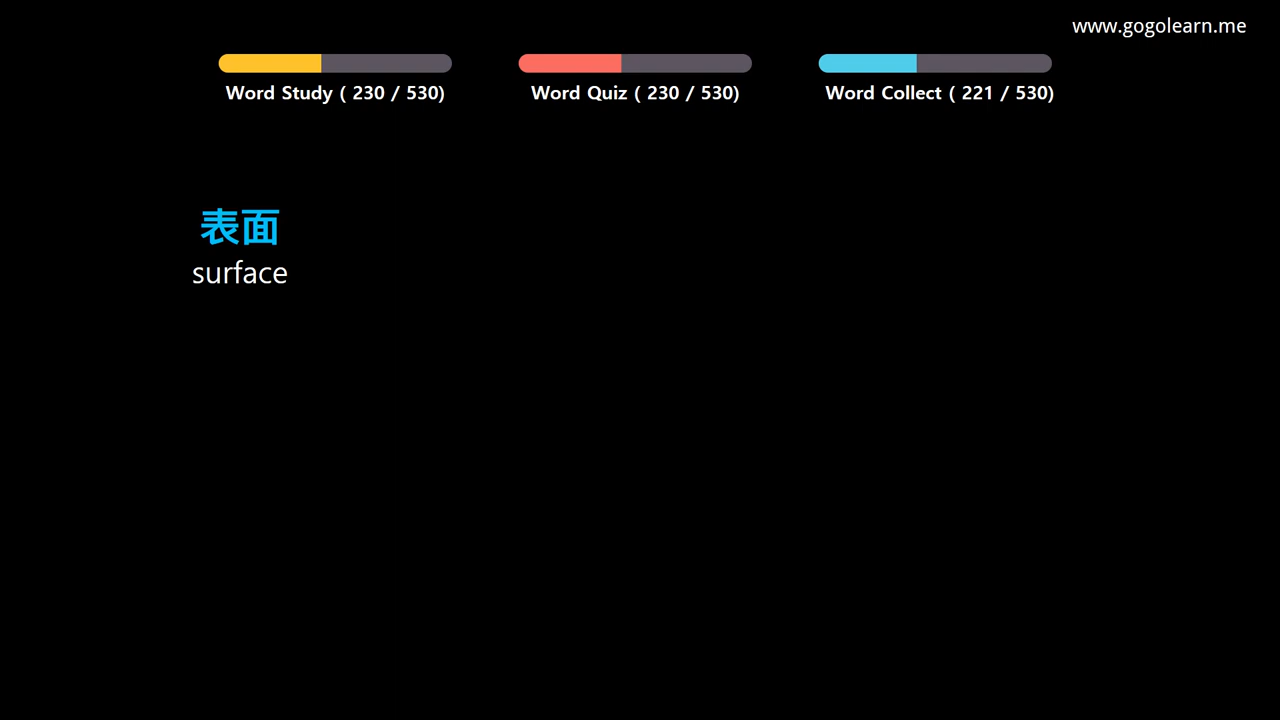 www.gogolearn.me
Word Study ( 230 / 530)
Word Quiz ( 230 / 530)
Word Collect ( 221 / 530)
表面
surface